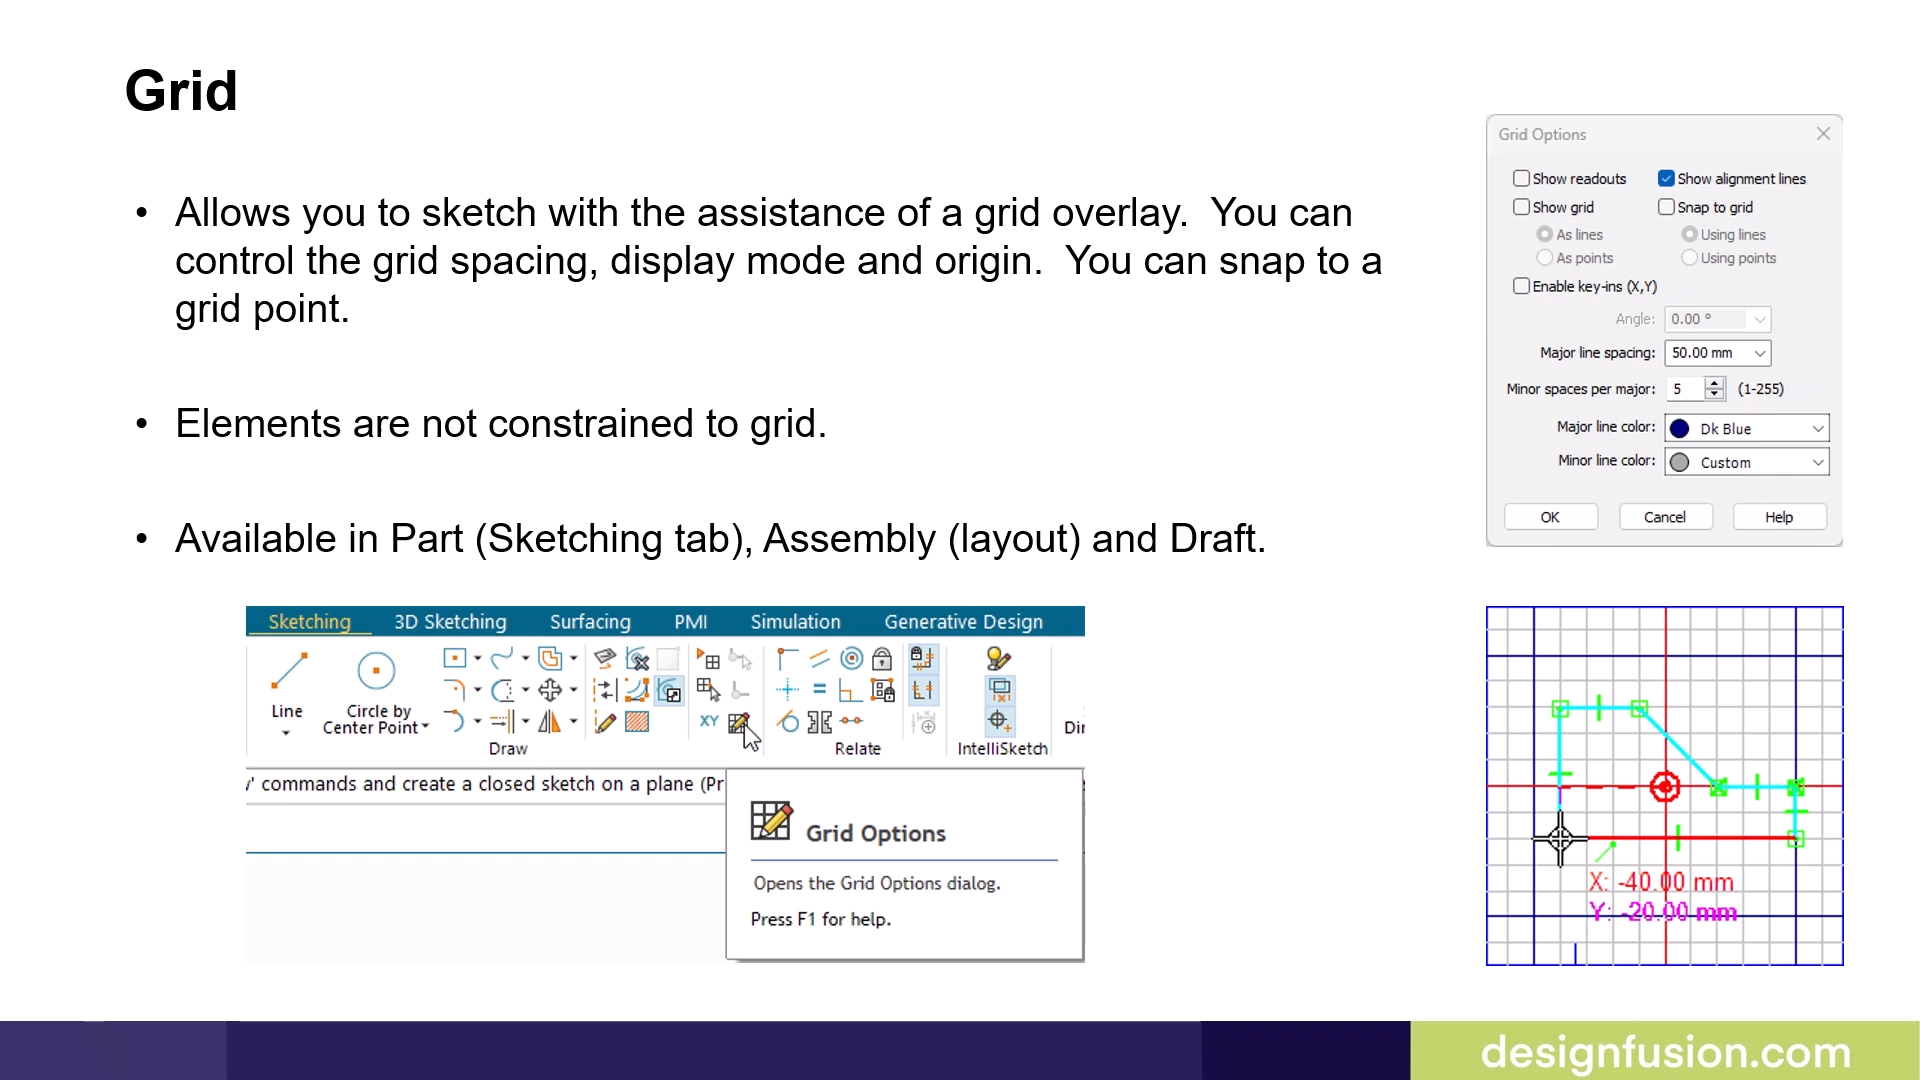 Grid
• Allows you to sketch with the assistance of a grid overlay.  You can
control the grid spacing, display mode and origin.  You can snap to a
grid point.
• Elements are not constrained to grid.
• Available in Part (Sketching tab), Assembly (layout) and Draft.
Grid Options
Show readouts Show alignment lines
Show grid Snap to grid
As lines Using lines
As points Using points
Enable key-ins (X,Y)
Angle: 0.00 °
Major line spacing: 50.00 mm
Minor spaces per major: 5 (1-255)
Major line color: Dk Blue
Minor line color: Custom
OK Cancel Help
Sketching 3D Sketching Surfacing PMI Simulation Generative Design
Line
Circle by
Center Point
XY
Draw
Relate
IntelliSketch
Dir
' commands and create a closed sketch on a plane (Pr
Grid Options
Opens the Grid Options dialog.
Press F1 for help.
X: -40.00 mm
Y: -20.00 mm
designfusion.com